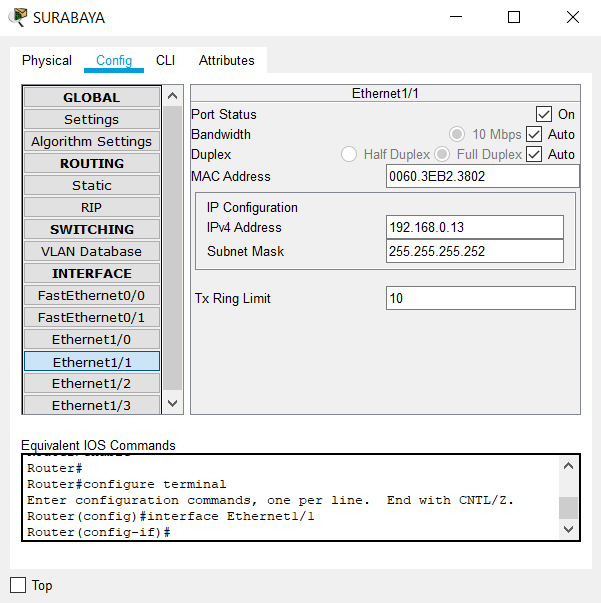 SURABAYA
Physical Config CLI Attributes
GLOBAL
Settings
Algorithm Settings
ROUTING
Static
RIP
SWITCHING
VLAN Database
INTERFACE
FastEthernet0/0
FastEthernet0/1
Ethernet1/0
Ethernet1/1
Ethernet1/2
Ethernet1/3
Ethernet1/1
Port Status On
Bandwidth 10 Mbps Auto
Duplex Half Duplex Full Duplex Auto
MAC Address 0060.3EB2.3802
IP Configuration
IPv4 Address 192.168.0.13
Subnet Mask 255.255.255.252
Tx Ring Limit 10
Equivalent IOS Commands
Router#
Router#configure terminal
Enter configuration commands, one per line. End with CNTL/Z.
Router(config)#interface Ethernet1/1
Router(config-if)#
Top